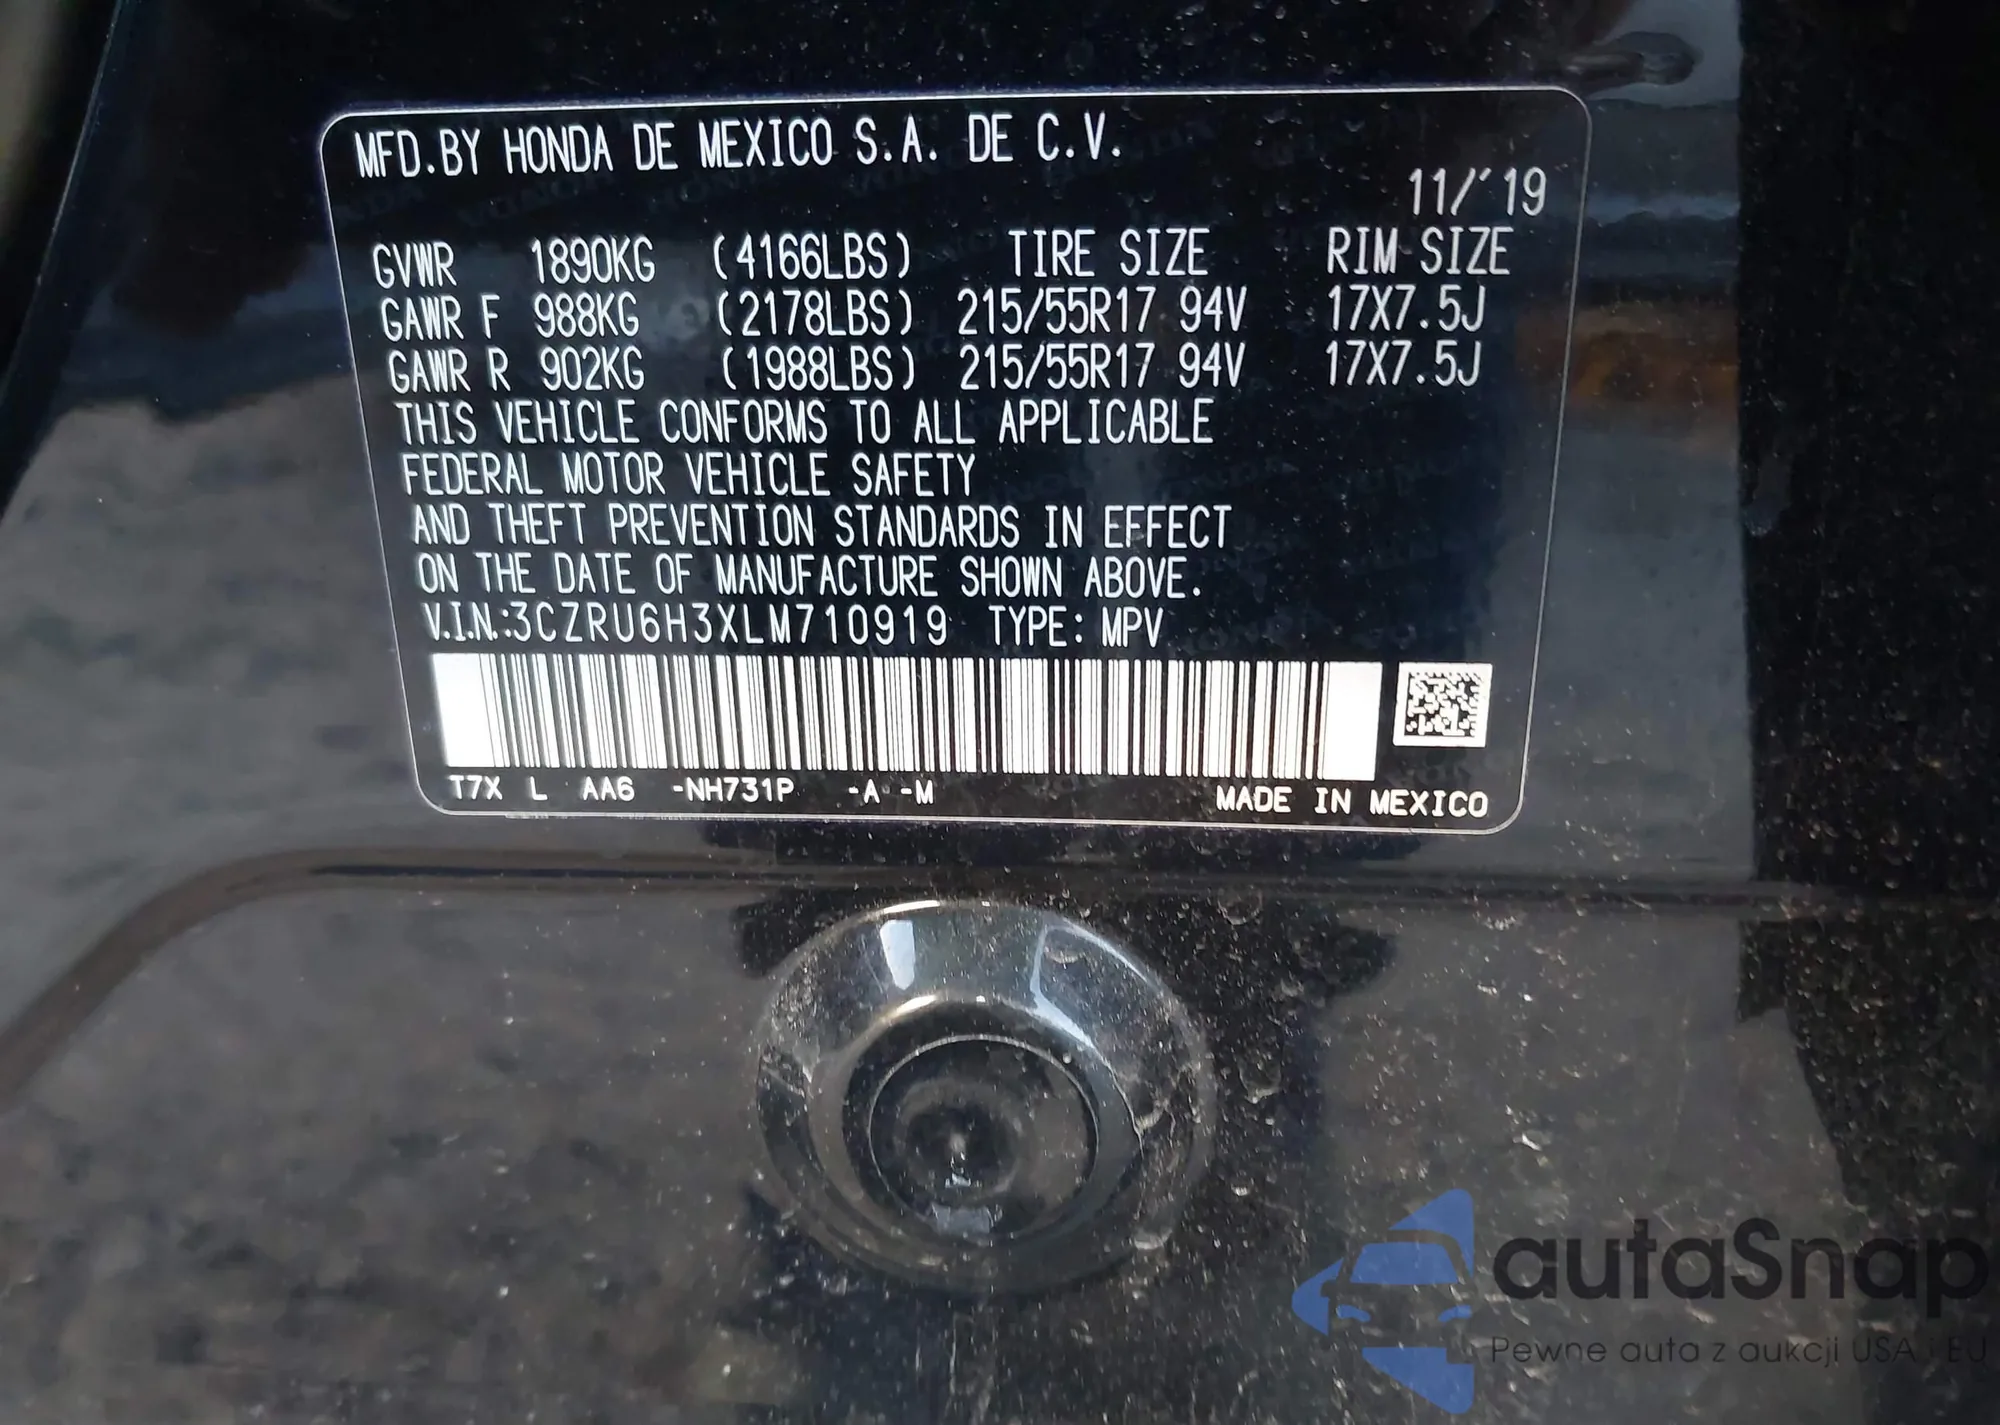 MFD.BY HONDA DE MEXICO S.A. DE C.V.
11/'19
GVWR 1890KG (4166LBS) TIRE SIZE RIM SIZE
GAWR F 988KG (2178LBS) 215/55R17 94V 17X7.5J
GAWR R 902KG (1988LBS) 215/55R17 94V 17X7.5J
THIS VEHICLE CONFORMS TO ALL APPLICABLE
FEDERAL MOTOR VEHICLE SAFETY
AND THEFT PREVENTION STANDARDS IN EFFECT
ON THE DATE OF MANUFACTURE SHOWN ABOVE.
V.I.N.:3CZRU6H3XLM710919 TYPE: MPV
T7X L AA6 -NH731P -A -M MADE IN MEXICO
autaSnap
Pewne auta z aukcji USA i EU